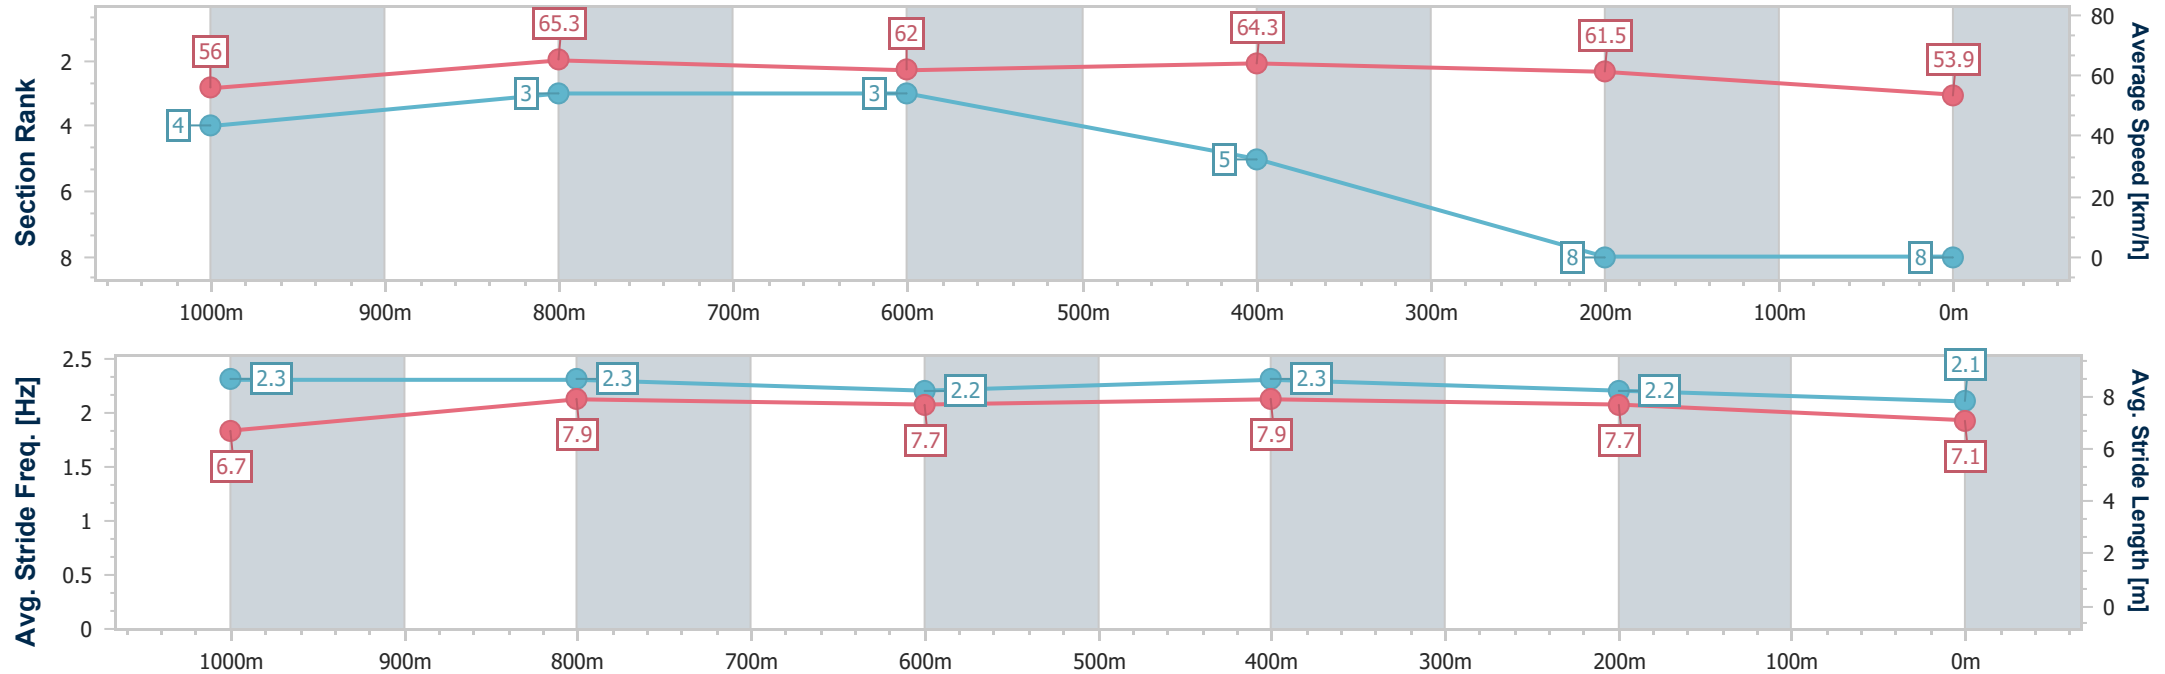 Section Rank
2
4
6
8
56
65.3
62
64.3
61.5
53.9
4
3
3
5
8
8
80
60
40
20
0
Average Speed [km/h]
1000m
900m
800m
700m
600m
500m
400m
300m
200m
100m
0m
Avg. Stride Freq. [Hz]
2.5
2
1.5
1
0.5
0
2.3
2.3
2.2
2.3
2.2
2.1
6.7
7.9
7.7
7.9
7.7
7.1
8
6
4
2
0
Avg. Stride Length [m]
1000m
900m
800m
700m
600m
500m
400m
300m
200m
100m
0m